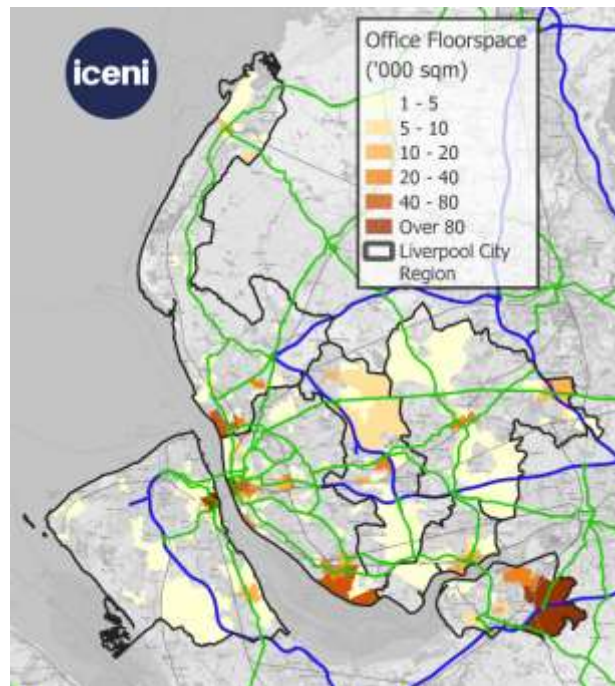 iceni
Office Floorspace
('000 sqm)
1 - 5
5 - 10
10 - 20
20 - 40
40 - 80
Over 80
Liverpool City
Region